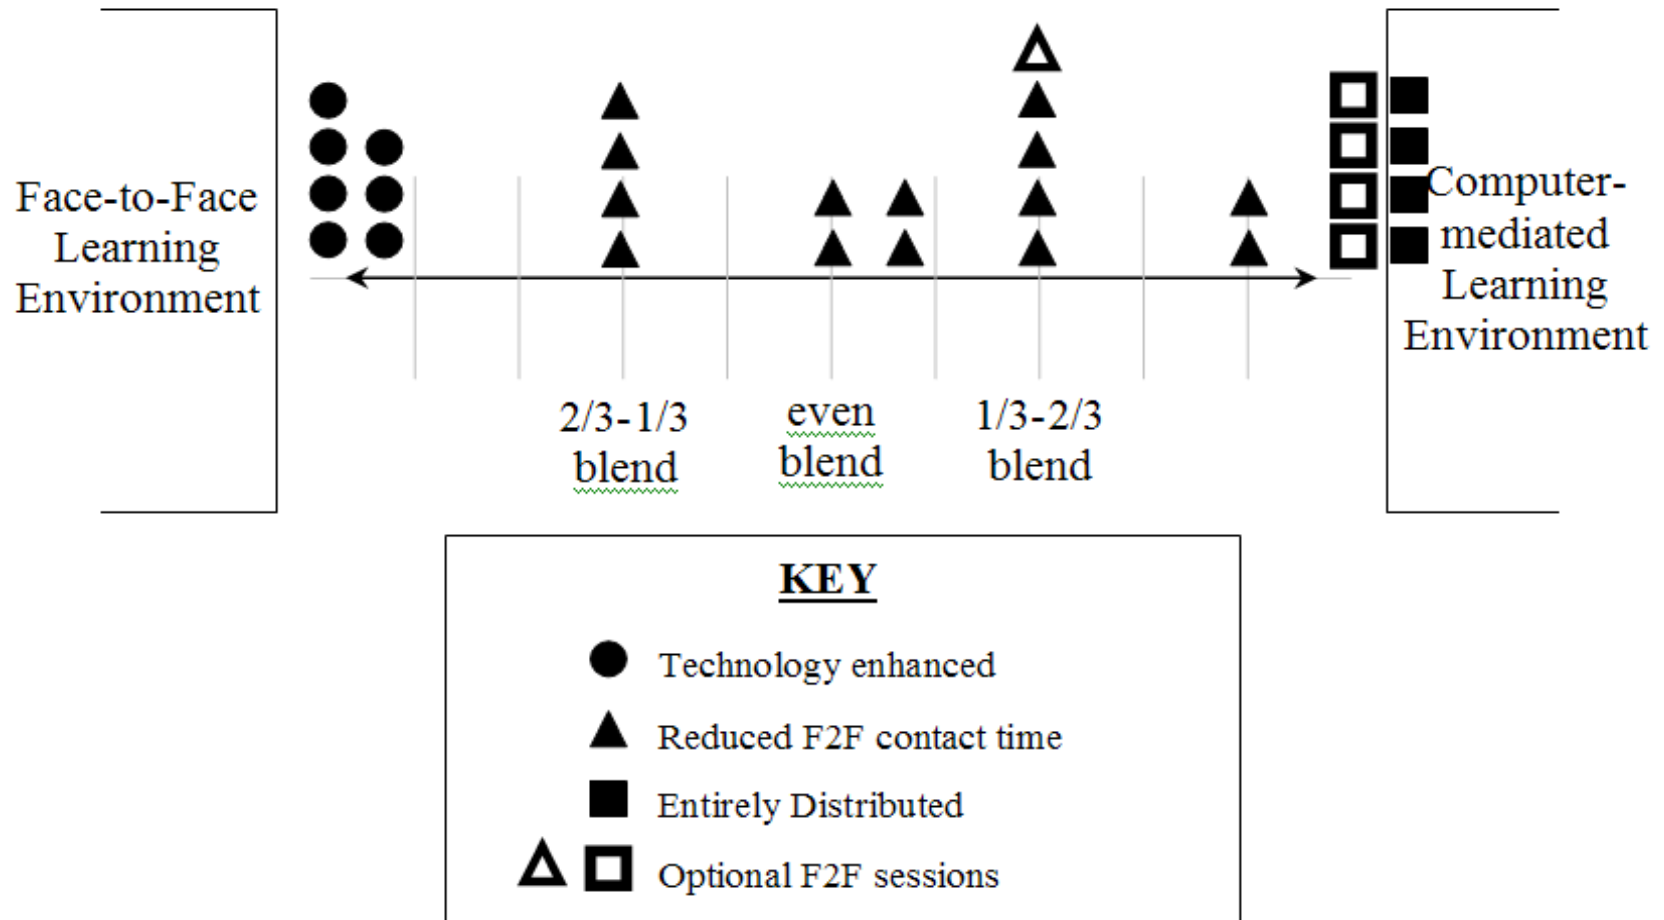 Face-to-Face
Learning
Environment
Computer-
mediated
Learning
Environment
2/3-1/3
blend
even
blend
1/3-2/3
blend
KEY
Technology enhanced
Reduced F2F contact time
Entirely Distributed
Optional F2F sessions